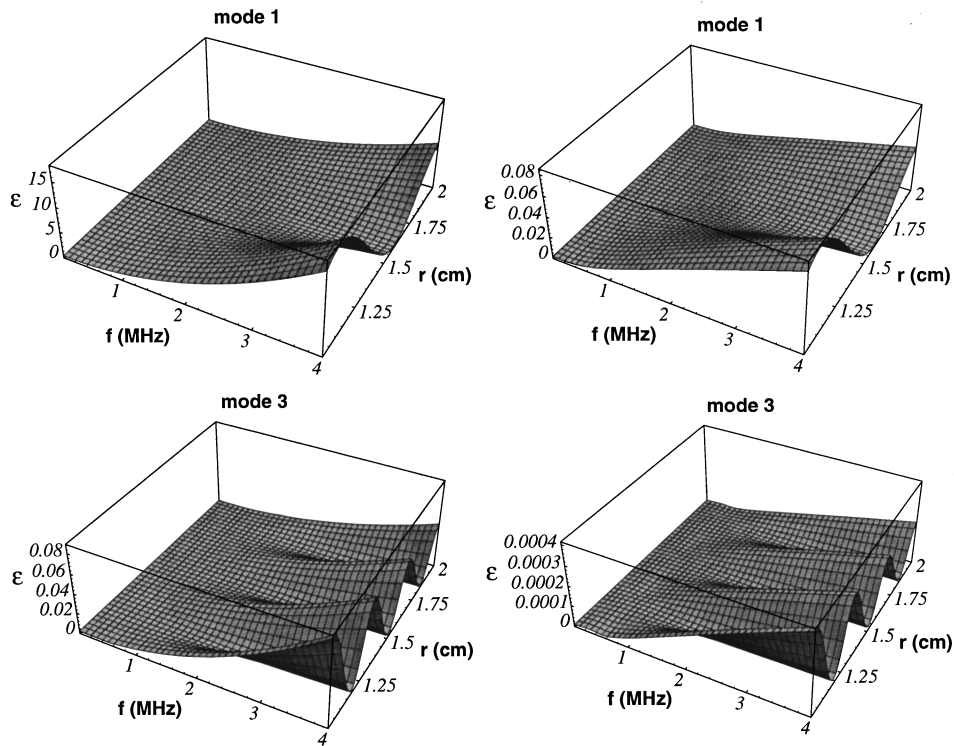 mode 1
15
ε 10
5
0
1
2
3
4
f (MHz)
2
1.75
1.5
1.25
r (cm)
mode 1
0.08
0.06
ε 0.04
0.02
0
1
2
3
4
f (MHz)
2
1.75
1.5
1.25
r (cm)
mode 3
0.08
0.06
ε 0.04
0.02
0
1
2
3
4
f (MHz)
2
1.75
1.5
1.25
r (cm)
mode 3
0.0004
0.0003
ε 0.0002
0.0001
0
1
2
3
4
f (MHz)
2
1.75
1.5
1.25
r (cm)